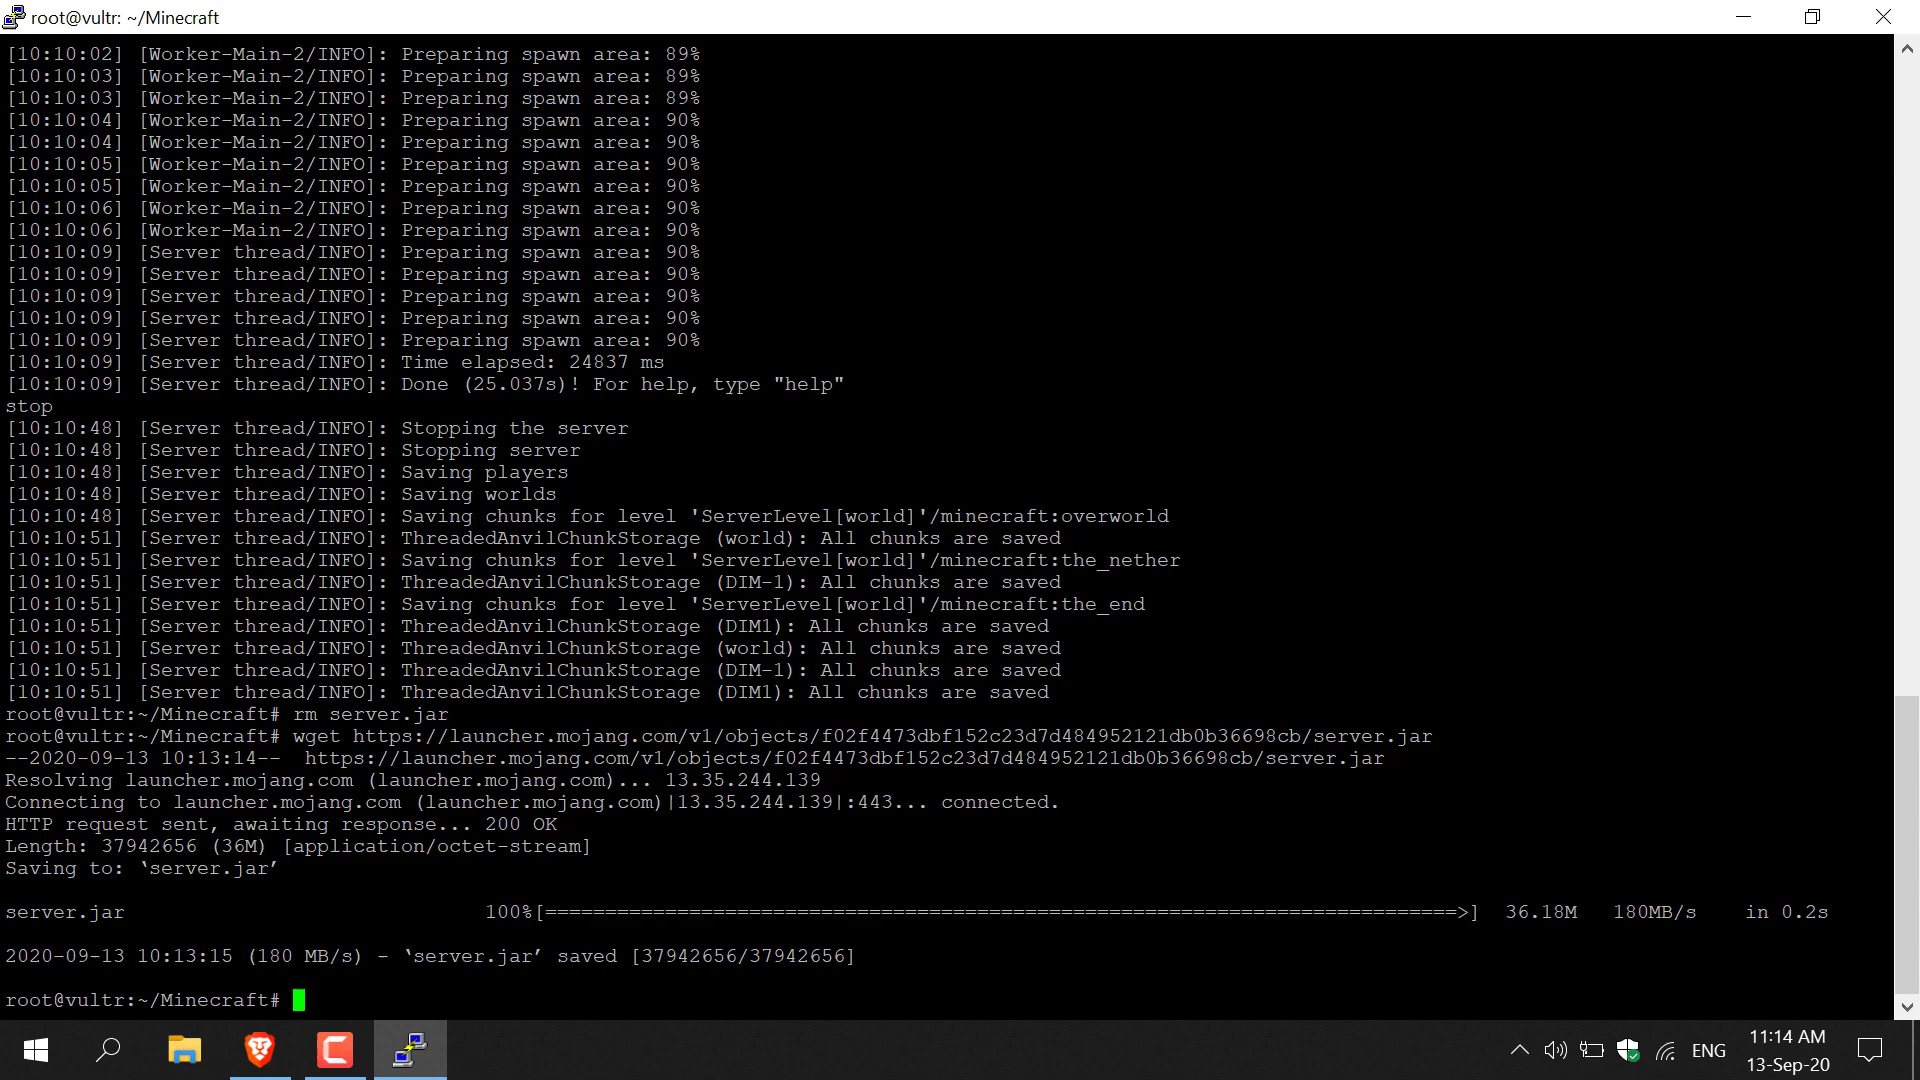 root@vultr: ~/Minecraft
[10:10:02] [Worker-Main-2/INFO]: Preparing spawn area: 89%
[10:10:03] [Worker-Main-2/INFO]: Preparing spawn area: 89%
[10:10:03] [Worker-Main-2/INFO]: Preparing spawn area: 89%
[10:10:04] [Worker-Main-2/INFO]: Preparing spawn area: 90%
[10:10:04] [Worker-Main-2/INFO]: Preparing spawn area: 90%
[10:10:05] [Worker-Main-2/INFO]: Preparing spawn area: 90%
[10:10:05] [Worker-Main-2/INFO]: Preparing spawn area: 90%
[10:10:06] [Worker-Main-2/INFO]: Preparing spawn area: 90%
[10:10:06] [Worker-Main-2/INFO]: Preparing spawn area: 90%
[10:10:09] [Server thread/INFO]: Preparing spawn area: 90%
[10:10:09] [Server thread/INFO]: Preparing spawn area: 90%
[10:10:09] [Server thread/INFO]: Preparing spawn area: 90%
[10:10:09] [Server thread/INFO]: Preparing spawn area: 90%
[10:10:09] [Server thread/INFO]: Preparing spawn area: 90%
[10:10:09] [Server thread/INFO]: Time elapsed: 24837 ms
[10:10:09] [Server thread/INFO]: Done (25.037s)! For help, type "help"
stop
[10:10:48] [Server thread/INFO]: Stopping the server
[10:10:48] [Server thread/INFO]: Stopping server
[10:10:48] [Server thread/INFO]: Saving players
[10:10:48] [Server thread/INFO]: Saving worlds
[10:10:48] [Server thread/INFO]: Saving chunks for level 'ServerLevel[world]'/minecraft:overworld
[10:10:51] [Server thread/INFO]: ThreadedAnvilChunkStorage (world): All chunks are saved
[10:10:51] [Server thread/INFO]: Saving chunks for level 'ServerLevel[world]'/minecraft:the_nether
[10:10:51] [Server thread/INFO]: ThreadedAnvilChunkStorage (DIM-1): All chunks are saved
[10:10:51] [Server thread/INFO]: Saving chunks for level 'ServerLevel[world]'/minecraft:the_end
[10:10:51] [Server thread/INFO]: ThreadedAnvilChunkStorage (DIM1): All chunks are saved
[10:10:51] [Server thread/INFO]: ThreadedAnvilChunkStorage (world): All chunks are saved
[10:10:51] [Server thread/INFO]: ThreadedAnvilChunkStorage (DIM-1): All chunks are saved
[10:10:51] [Server thread/INFO]: ThreadedAnvilChunkStorage (DIM1): All chunks are saved
root@vultr:~/Minecraft# rm server.jar
root@vultr:~/Minecraft# wget https://launcher.mojang.com/v1/objects/f02f4473dbf152c23d7d484952121db0b36698cb/server.jar
--2020-09-13 10:13:14--  https://launcher.mojang.com/v1/objects/f02f4473dbf152c23d7d484952121db0b36698cb/server.jar
Resolving launcher.mojang.com (launcher.mojang.com)... 13.35.244.139
Connecting to launcher.mojang.com (launcher.mojang.com)|13.35.244.139|:443... connected.
HTTP request sent, awaiting response... 200 OK
Length: 37942656 (36M) [application/octet-stream]
Saving to: ‘server.jar’
server.jar 100%[============================================================================>] 36.18M 180MB/s in 0.2s
2020-09-13 10:13:15 (180 MB/s) - ‘server.jar’ saved [37942656/37942656]
root@vultr:~/Minecraft#
ENG
11:14 AM
13-Sep-20